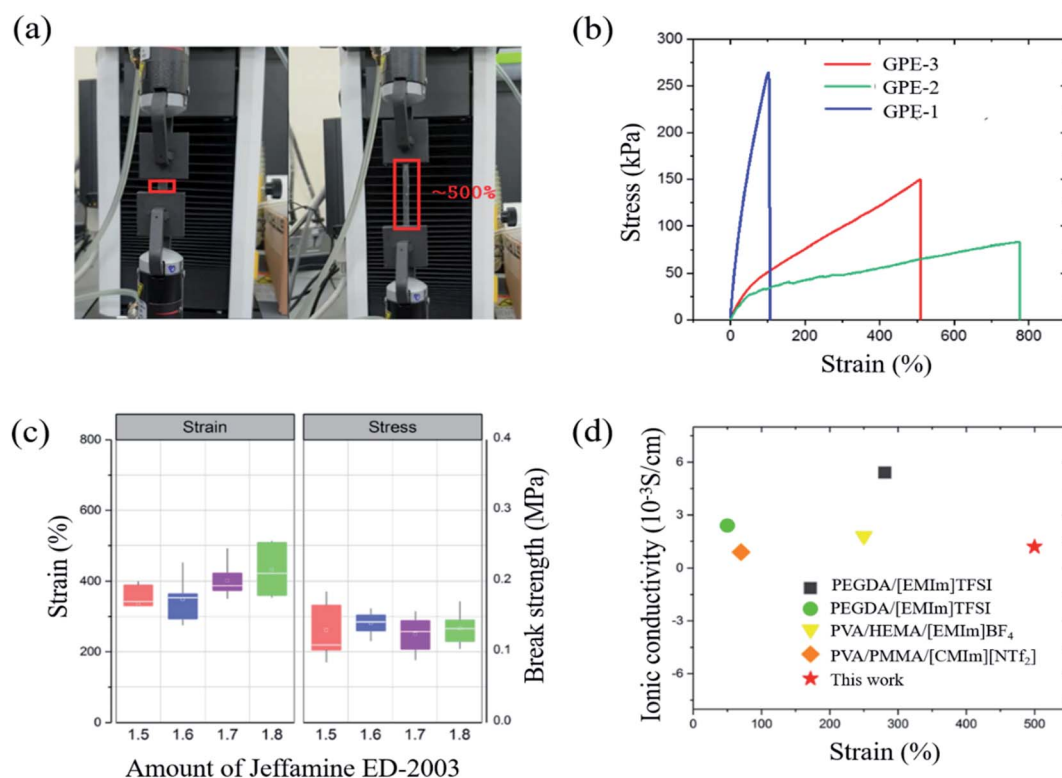 (a)
~500%
(b)
300
250
200
150
100
50
0
Stress (kPa)
GPE-3
GPE-2
GPE-1
0
200
400
600
800
Strain (%)
(c)
Strain
Stress
800
600
400
200
0
Strain (%)
0.4
0.3
0.2
0.1
0.0
Break strength (MPa)
1.5
1.6
1.7
1.8
1.5
1.6
1.7
1.8
Amount of Jeffamine ED-2003
(d)
6
3
0
-3
-6
Ionic conductivity (10⁻³S/cm)
PEGDA/[EMIm]TFSI
PEGDA/[EMIm]TFSI
PVA/HEMA/[EMIm]BF₄
PVA/PMMA/[CMIm][NTf₂]
This work
0
100
200
300
400
500
Strain (%)